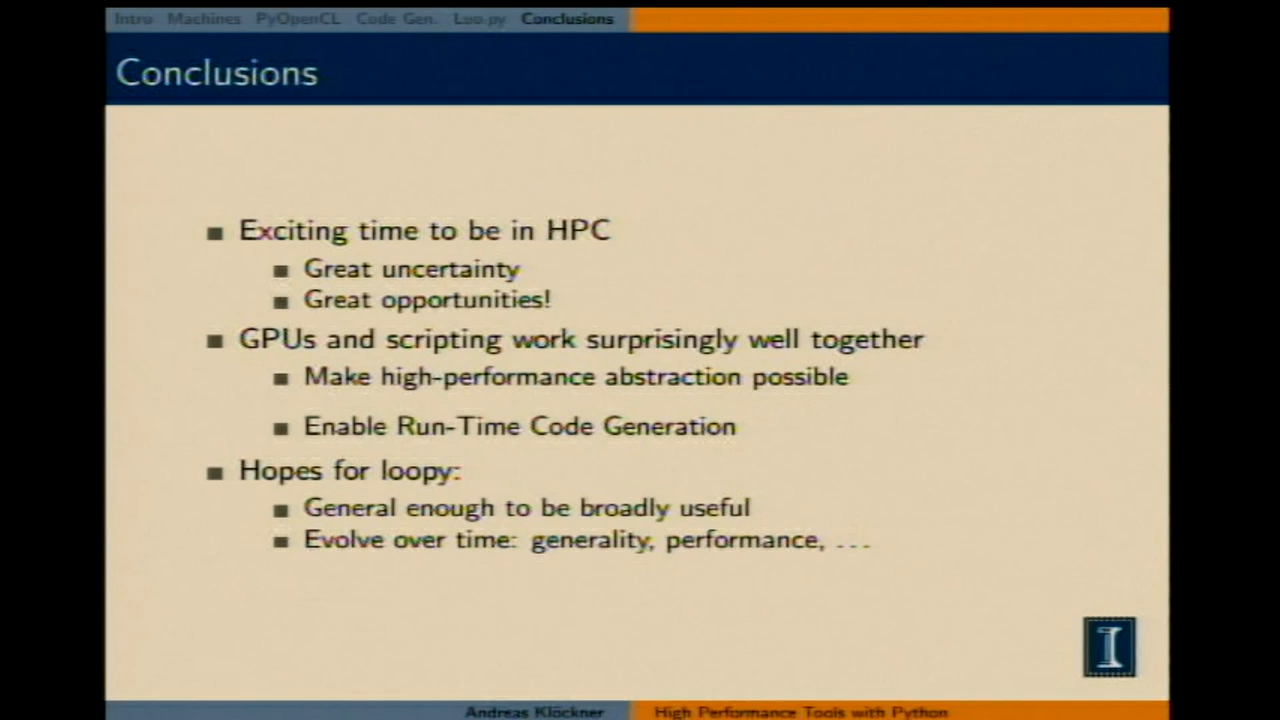 Intro Machines PyOpenCL Code Gen. Loo.py Conclusions
Conclusions
Exciting time to be in HPC
Great uncertainty
Great opportunities!
GPUs and scripting work surprisingly well together
Make high-performance abstraction possible
Enable Run-Time Code Generation
Hopes for loopy:
General enough to be broadly useful
Evolve over time: generality, performance, ...
I
Andreas Klöckner High Performance Tools with Python